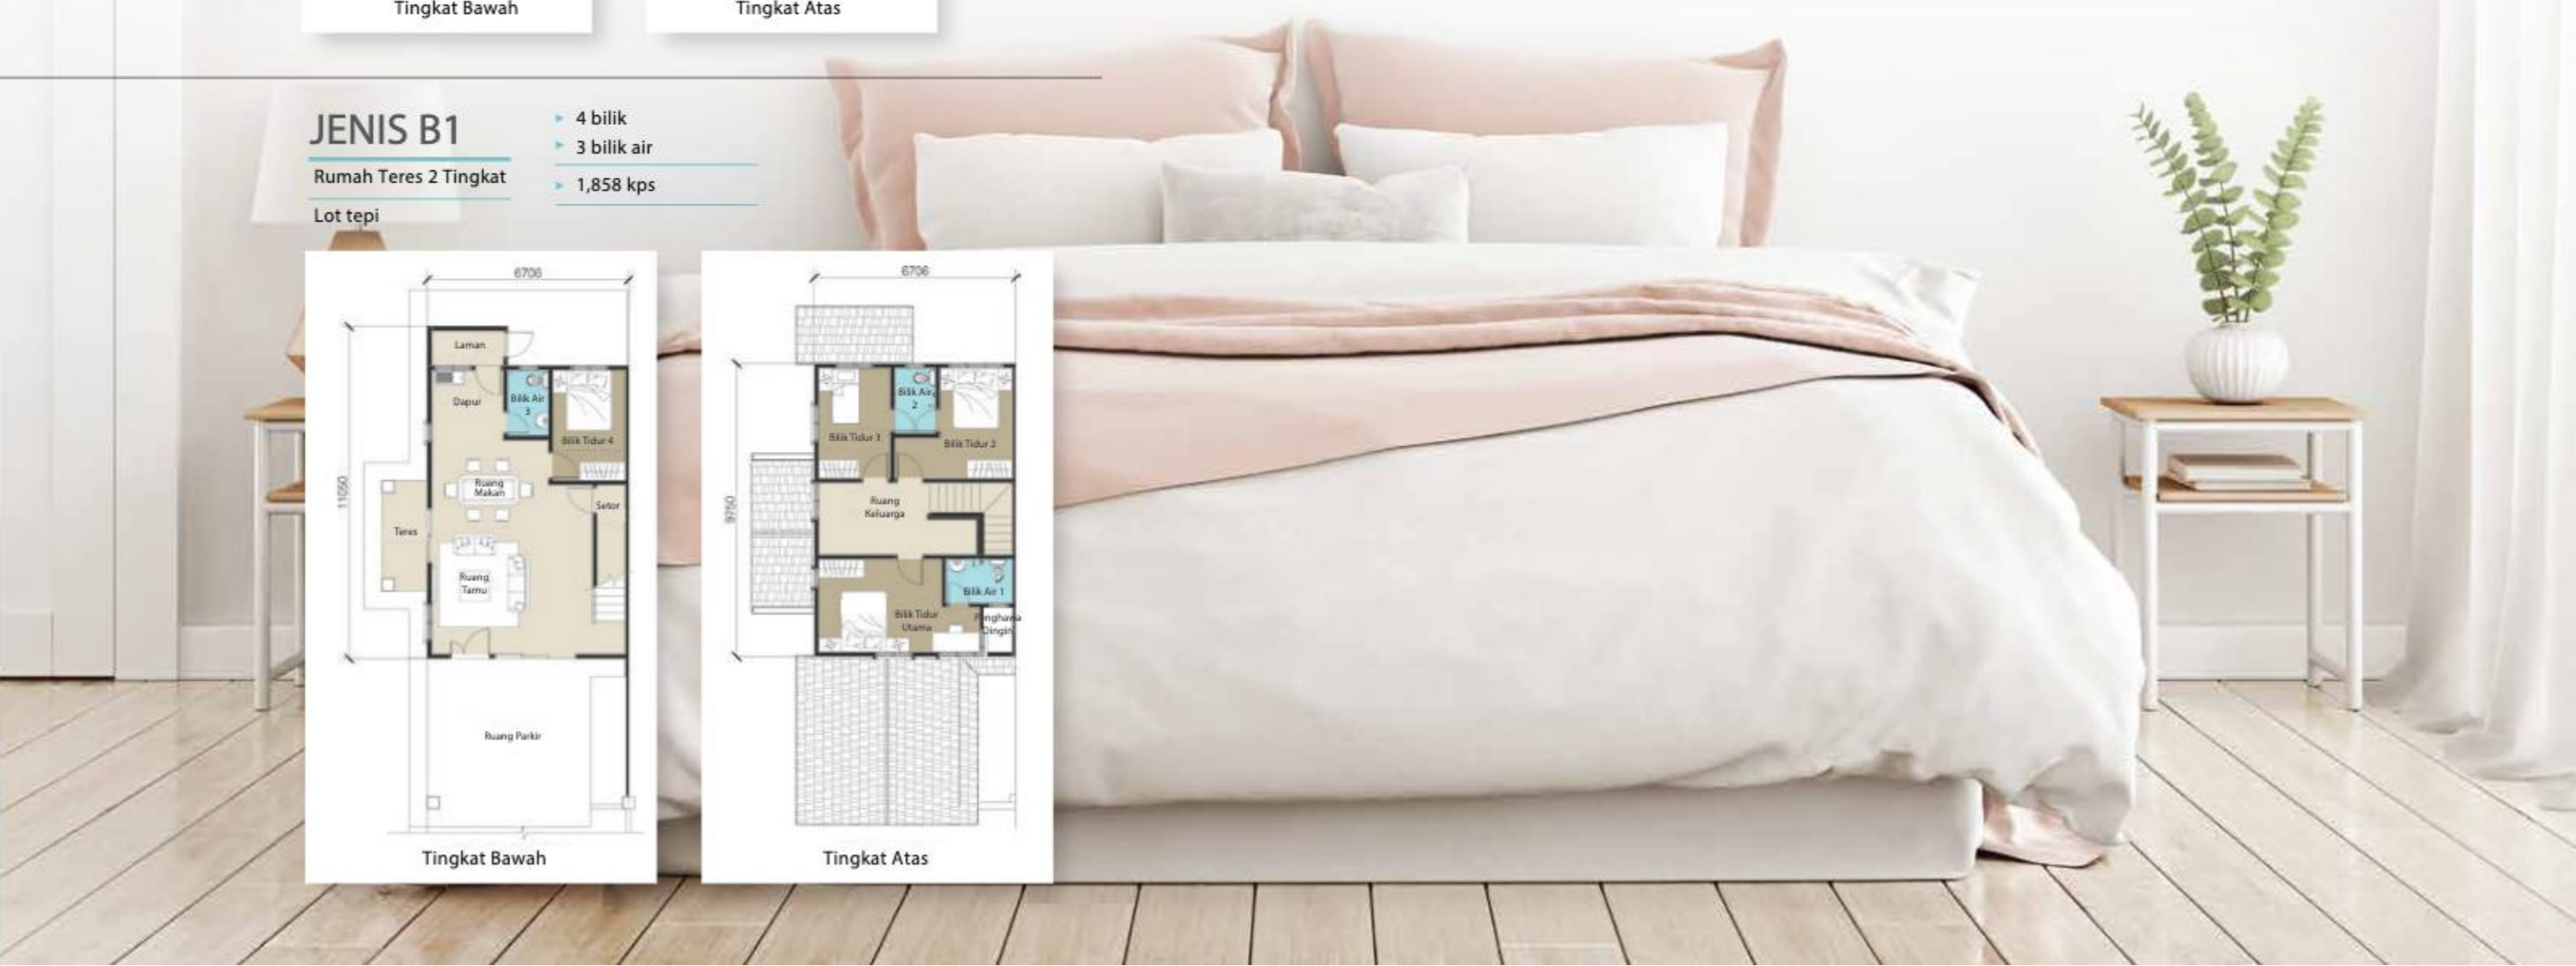 Tingkat Bawah
Tingkat Atas
JENIS B1
Rumah Teres 2 Tingkat
Lot tepi
4 bilik
3 bilik air
1,858 kps
6706
11050
Laman
Dapur
Bilik Air
3
Bilik Tidur 4
Ruang
Makan
Setor
Teres
Ruang
Tamu
Ruang Parkir
Tingkat Bawah
6706
9750
Bilik Air
2
Bilik Tidur 3
Bilik Tidur 2
Ruang
Keluarga
Bilik Air 1
Bilik Tidur
Utama
Penghawa
Dingin
Tingkat Atas